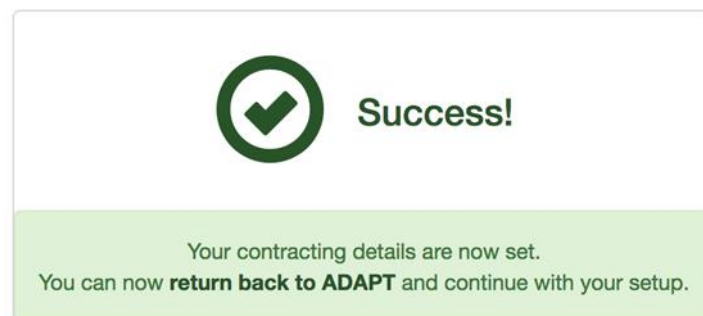 Success!
Your contracting details are now set.
You can now return back to ADAPT and continue with your setup.